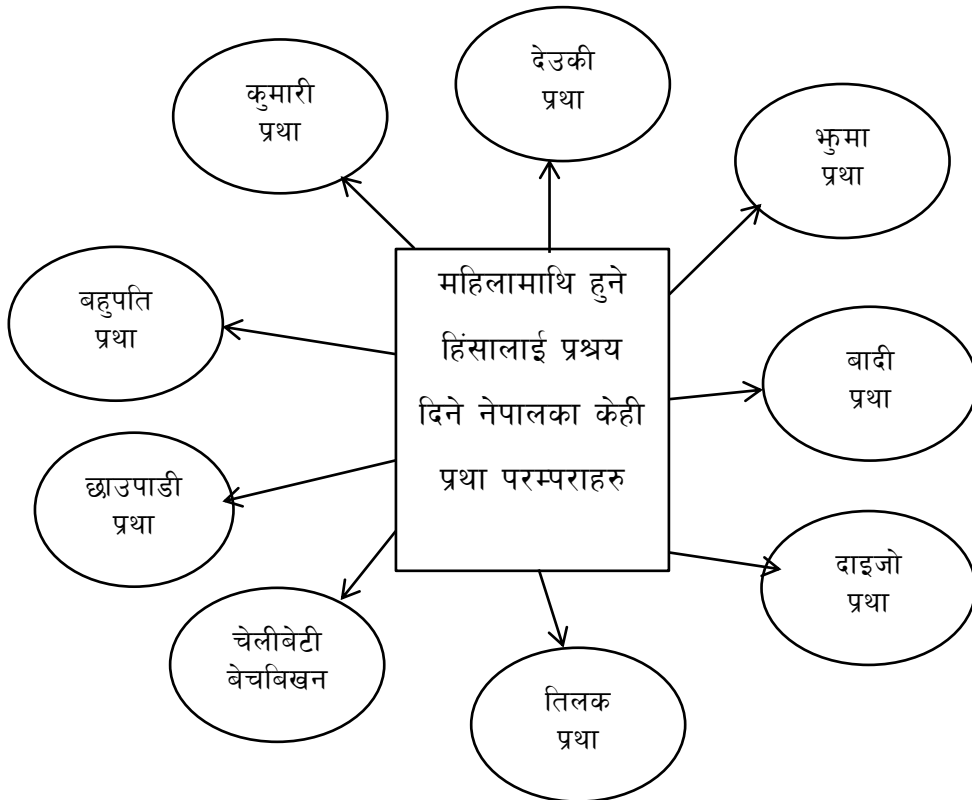 देउकी
प्रथा
कुमारी
प्रथा
झुमा
प्रथा
महिलामाथि हुने
हिंसालाई प्रश्रय
दिने नेपालका केही
प्रथा परम्पराहरु
बहुपति
प्रथा
बादी
प्रथा
छाउपाडी
प्रथा
दाइजो
प्रथा
चेलीबेटी
बेचबिखन
तिलक
प्रथा